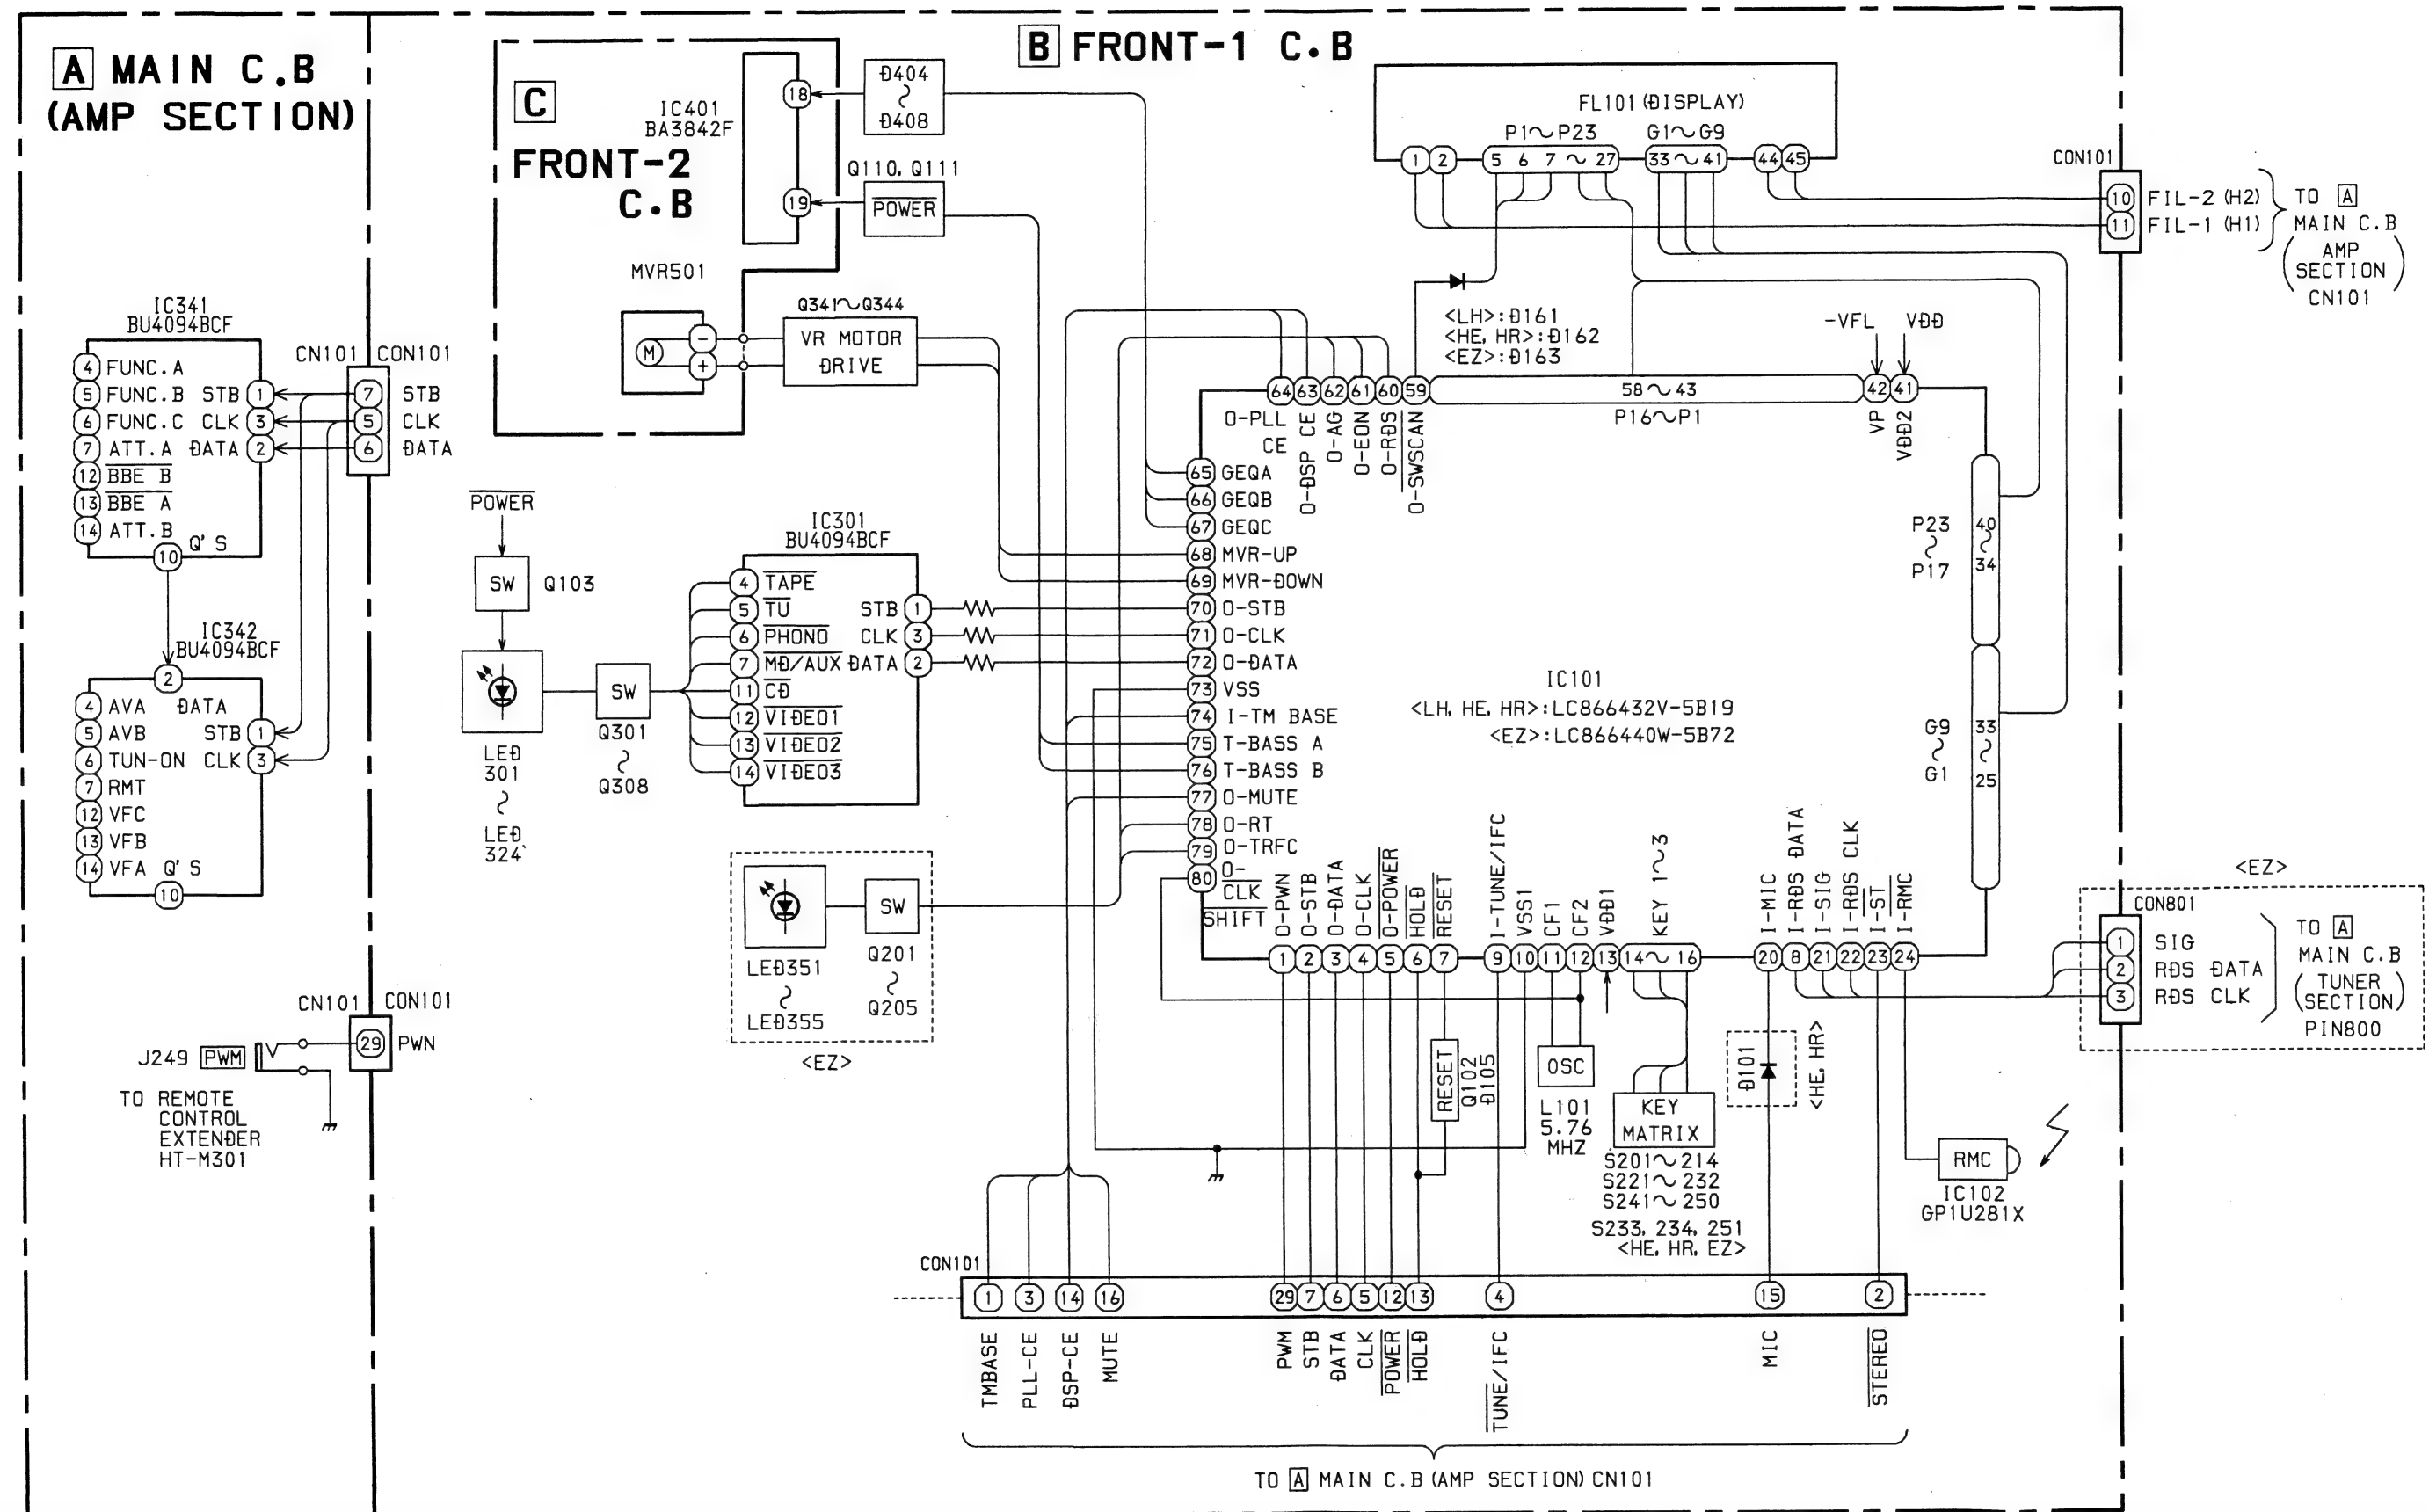 A MAIN C.B
(AMP SECTION)
B FRONT-1 C.B
C
FRONT-2
C.B
IC401
BA3842F
18
19
D404
~
D408
Q110, Q111
POWER
MVR501
M
-
+
Q341~Q344
VR MOTOR
DRIVE
FL101 (DISPLAY)
P1~P23
G1~G9
1 2 5 6 7 ~ 27 33~41 44 45
CON101
10 FIL-2 (H2)
11 FIL-1 (H1)
TO A
MAIN C.B
(AMP
SECTION)
CN101
<LH>:D161
<HE, HR>:D162
<EZ>:D163
-VFL VDD
IC341
BU4094BCF
4 FUNC.A
5 FUNC.B STB 1
6 FUNC.C CLK 3
7 ATT.A DATA 2
12 BBE B
13 BBE A
14 ATT.B
10 Q'S
CN101 CON101
7 STB
5 CLK
6 DATA
IC342
BU4094BCF
2
4 AVA DATA
5 AVB STB 1
6 TUN-ON CLK 3
7 RMT
12 VFC
13 VFB
14 VFA Q'S
10
CN101 CON101
29 PWN
J249 PWM
TO REMOTE
CONTROL
EXTENDER
HT-M301
POWER
SW Q103
LED
301
~
LED
324
SW
Q301
~
Q308
IC301
BU4094BCF
4 TAPE
5 TU STB 1
6 PHONO CLK 3
7 MD/AUX DATA 2
11 CD
12 VIDEO1
13 VIDEO2
14 VIDEO3
LED351
~
LED355
SW
Q201
~
Q205
<EZ>
64 63 62 61 60 59 58~43 42 41
O-PLL
CE
O-DSP CE
O-AG
O-EON
O-RDS
O-SWSCAN
P16~P1
VP
VDD2
65 GEQA
66 GEQB
67 GEQC
68 MVR-UP
69 MVR-DOWN
70 O-STB
71 O-CLK
72 O-DATA
73 VSS
74 I-TM BASE
75 T-BASS A
76 T-BASS B
77 O-MUTE
78 O-RT
79 O-TRFC
80 O-
CLK
SHIFT
IC101
<LH, HE, HR>:LC866432V-5B19
<EZ>:LC866440W-5B72
P23
~
P17
40
~
34
G9
~
G1
33
~
25
O-PWN
O-STB
O-DATA
O-CLK
O-POWER
HOLD
RESET
I-TUNE/IFC
VSS1
CF1
CF2
VDD1
KEY 1~3
I-MIC
I-RDS DATA
I-SIG
I-RDS CLK
I-ST
I-RMC
1 2 3 4 5 6 7 9 10 11 12 13 14~16 20 8 21 22 23 24
<EZ>
CON801
1 SIG
2 RDS DATA
3 RDS CLK
TO A
MAIN C.B
(TUNER
SECTION)
PIN800
RESET
Q102
D105
OSC
L101
5.76
MHZ
KEY
MATRIX
S201~214
S221~232
S241~250
S233, 234, 251
<HE, HR, EZ>
D101
<HE, HR>
RMC
IC102
GP1U281X
CON101
1 3 14 16 29 7 6 5 12 13 4 15 2
TMBASE
PLL-CE
DSP-CE
MUTE
PWM
STB
DATA
CLK
POWER
HOLD
TUNE/IFC
MIC
STEREO
TO A MAIN C.B (AMP SECTION) CN101